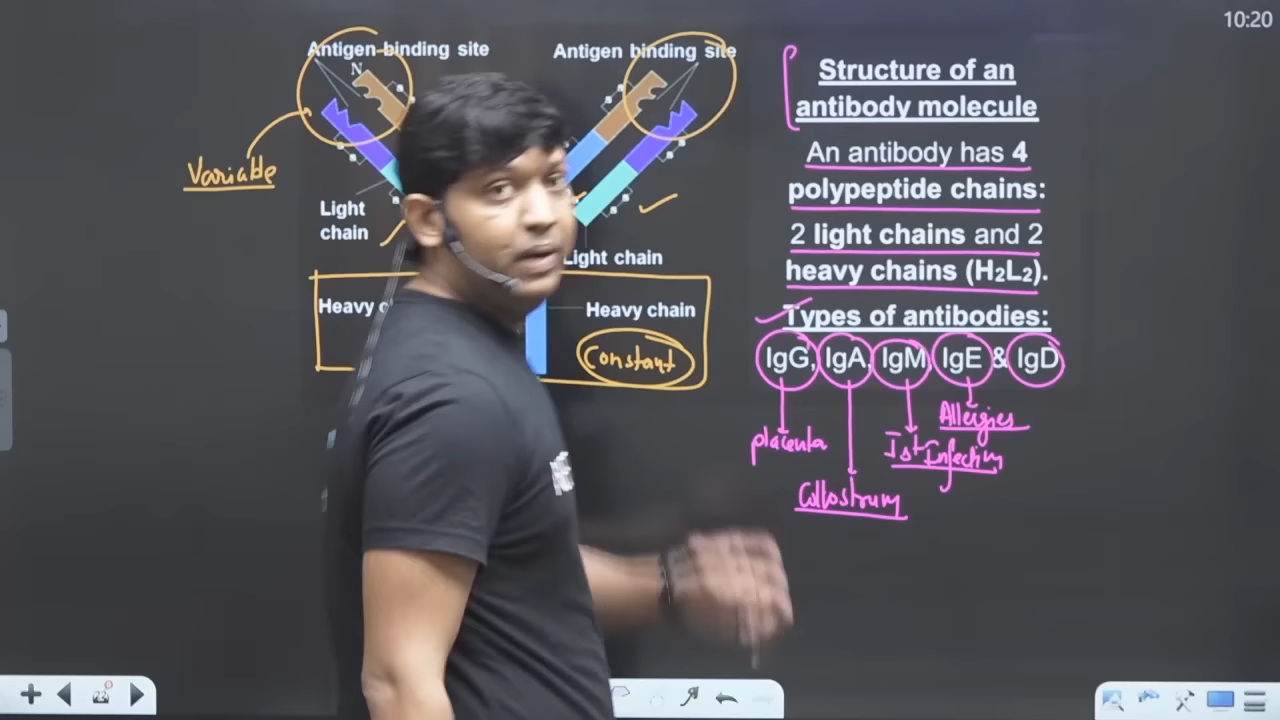 10:20
Antigen binding site
Antigen binding site
N
Variable
Light
chain
Light chain
Heavy
Heavy chain
Constant
Structure of an
antibody molecule
An antibody has 4
polypeptide chains:
2 light chains and 2
heavy chains (H₂L₂).
Types of antibodies:
IgG, IgA, IgM, IgE & IgD
Allergies
placenta
Ist Infection
Collostrum